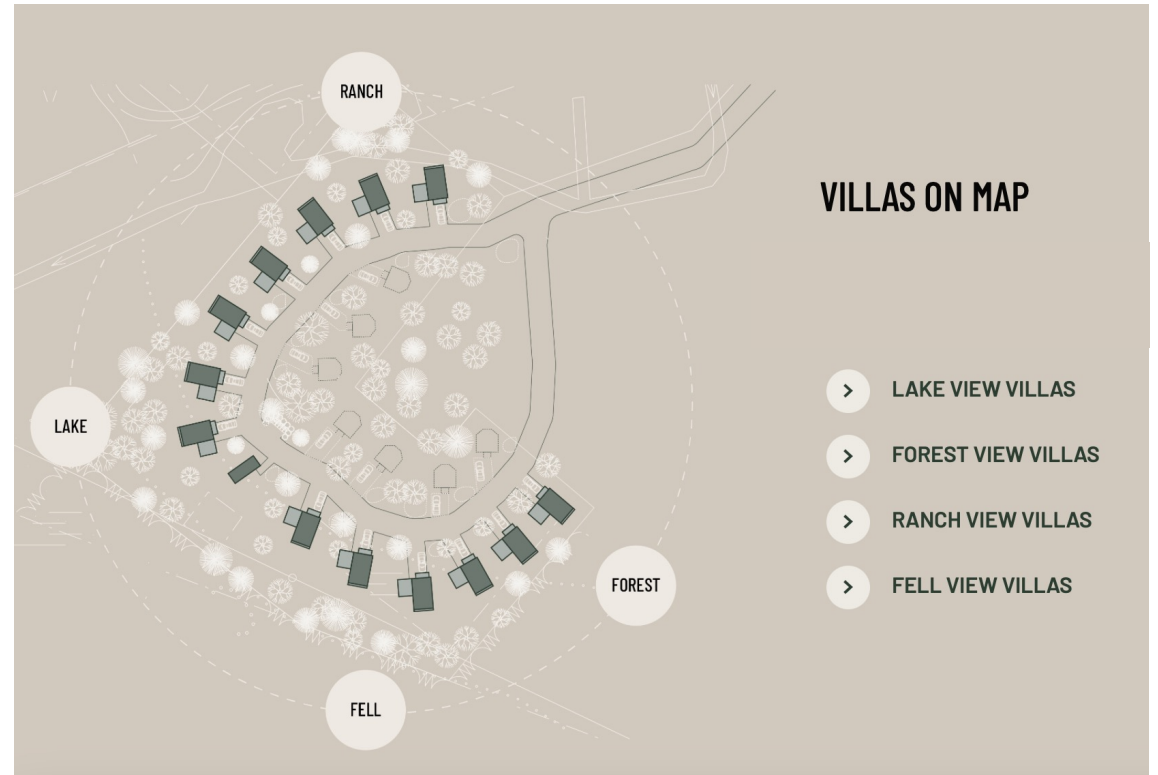 RANCH
VILLAS ON MAP
LAKE VIEW VILLAS
LAKE
FOREST VIEW VILLAS
RANCH VIEW VILLAS
FOREST
FELL VIEW VILLAS
FELL